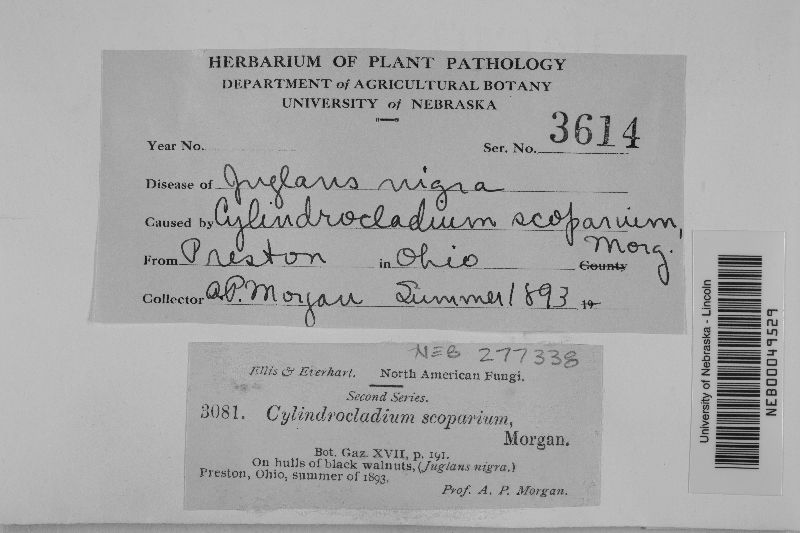 HERBARIUM OF PLANT PATHOLOGY
DEPARTMENT of AGRICULTURAL BOTANY
UNIVERSITY of NEBRASKA
Year No. Ser. No. 3614
Disease of Juglans nigra
Caused by Cylindrocladium scoparium,
Morg.
From Preston in Ohio County
Collector A.P. Morgan Summer 1893 19
NEB 277338
Ellis & Everhart. North American Fungi.
Second Series.
3081. Cylindrocladium scoparium,
Morgan.
Bot. Gaz. XVII, p. 191.
On hulls of black walnuts, (Juglans nigra.)
Preston, Ohio, summer of 1893.
Prof. A. P. Morgan.
University of Nebraska - Lincoln
NEB00049529